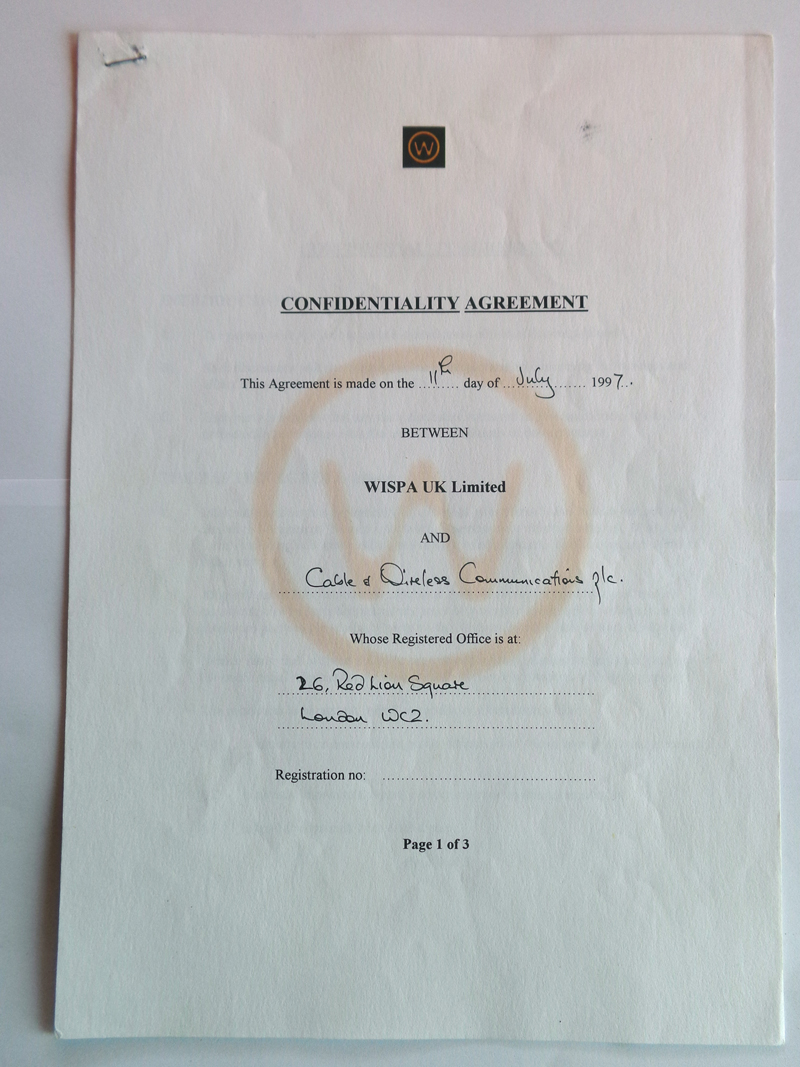 W
CONFIDENTIALITY AGREEMENT
This Agreement is made on the ..11th.. day of ..July....... 1997..
BETWEEN
WISPA UK Limited
AND
Cable & Wireless Communications plc.
Whose Registered Office is at:
26, Red Lion Square
London WC2.
Registration no: ..........................................
Page 1 of 3